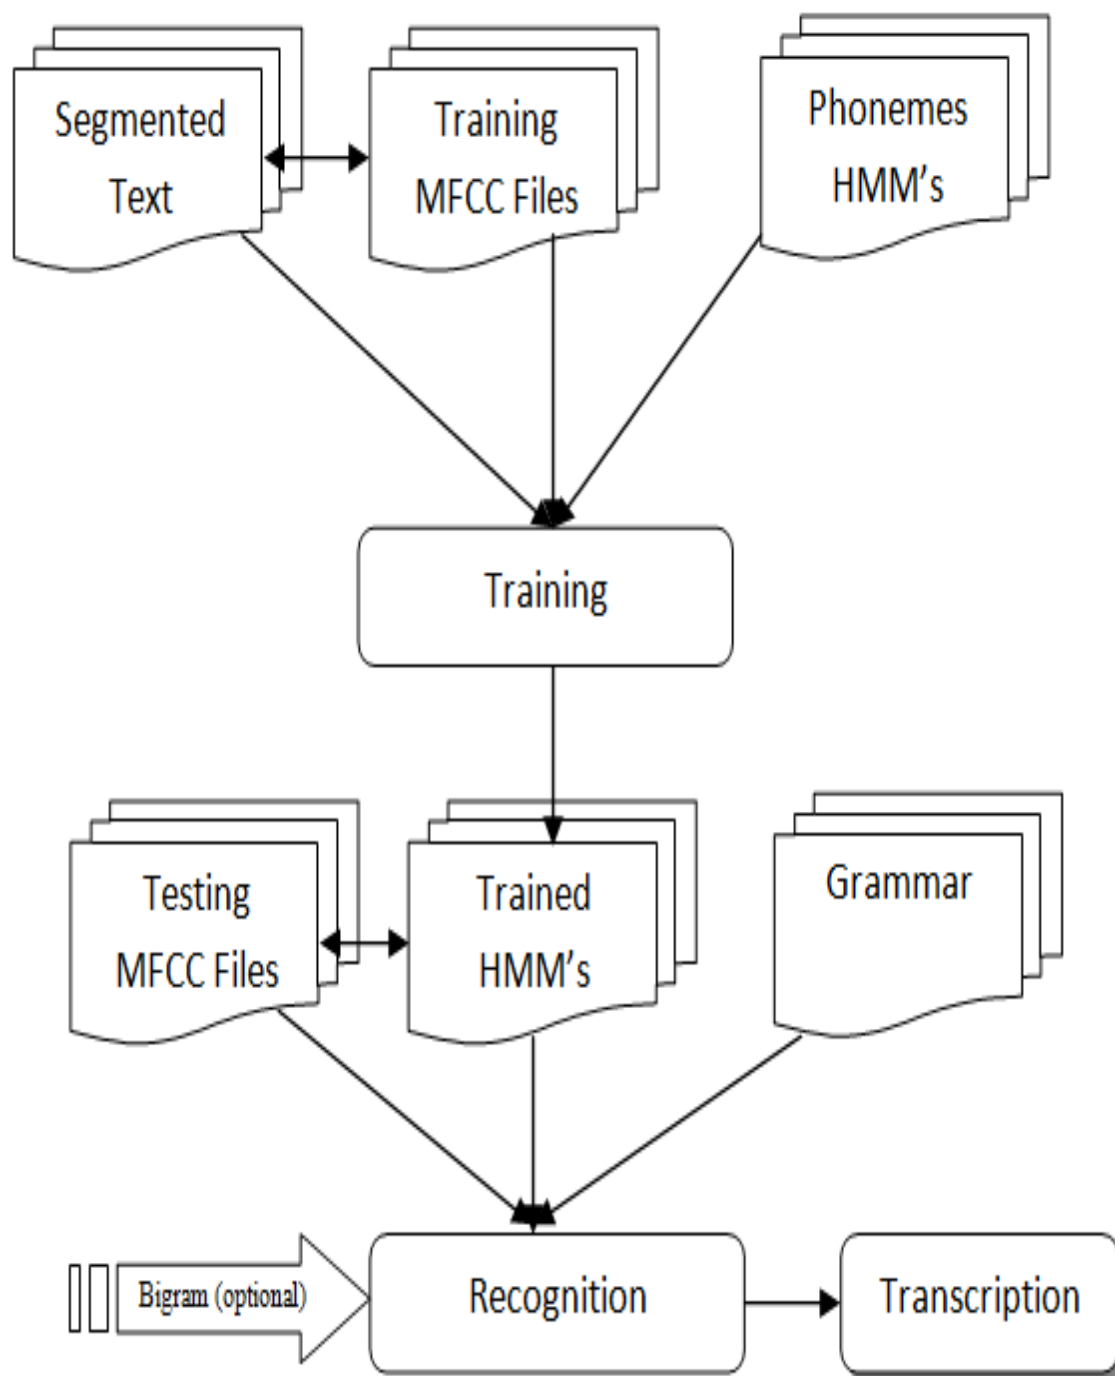 Segmented
Text
Training
MFCC Files
Phonemes
HMM's
Training
Testing
MFCC Files
Trained
HMM's
Grammar
Bigram (optional)
Recognition
Transcription